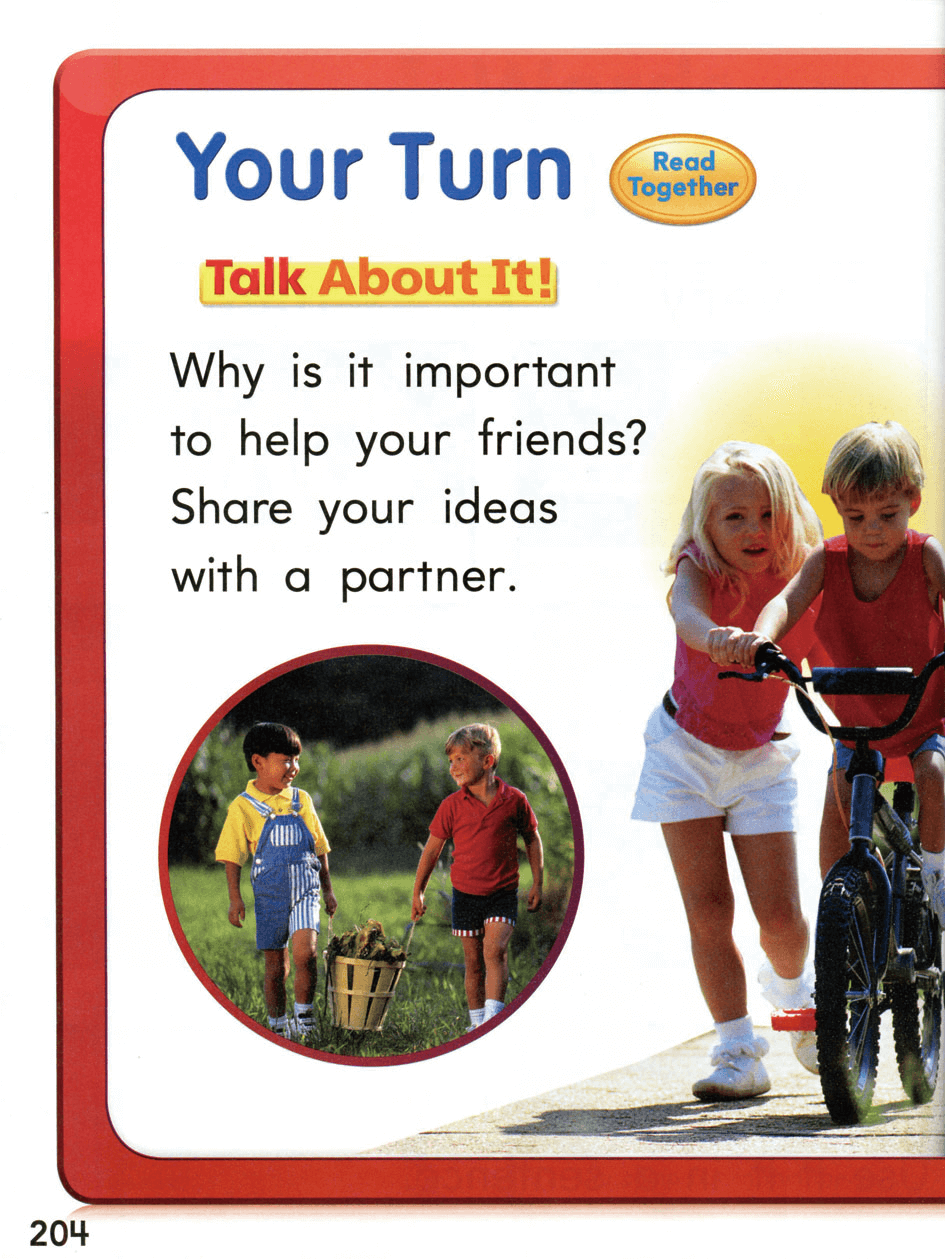 Your Turn
Read
Together
Talk About It!
Why is it important
to help your friends?
Share your ideas
with a partner.
204